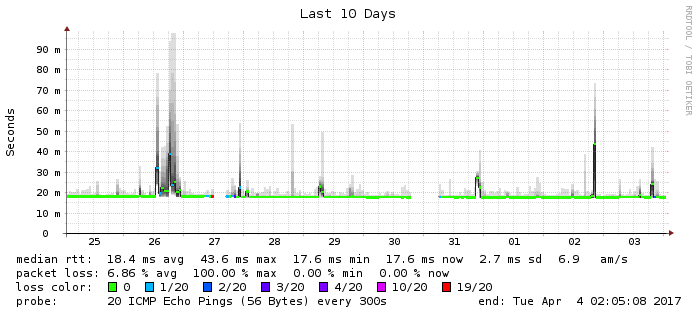 Last 10 Days
RRDTOOL / TOBI OETIKER
Seconds
90 m
80 m
70 m
60 m
50 m
40 m
30 m
20 m
10 m
0
25 26 27 28 29 30 31 01 02 03
median rtt: 18.4 ms avg 43.6 ms max 17.6 ms min 17.6 ms now 2.7 ms sd 6.9 am/s
packet loss: 6.86 % avg 100.00 % max 0.00 % min 0.00 % now
loss color: 0 1/20 2/20 3/20 4/20 10/20 19/20
probe: 20 ICMP Echo Pings (56 Bytes) every 300s end: Tue Apr 4 02:05:08 2017